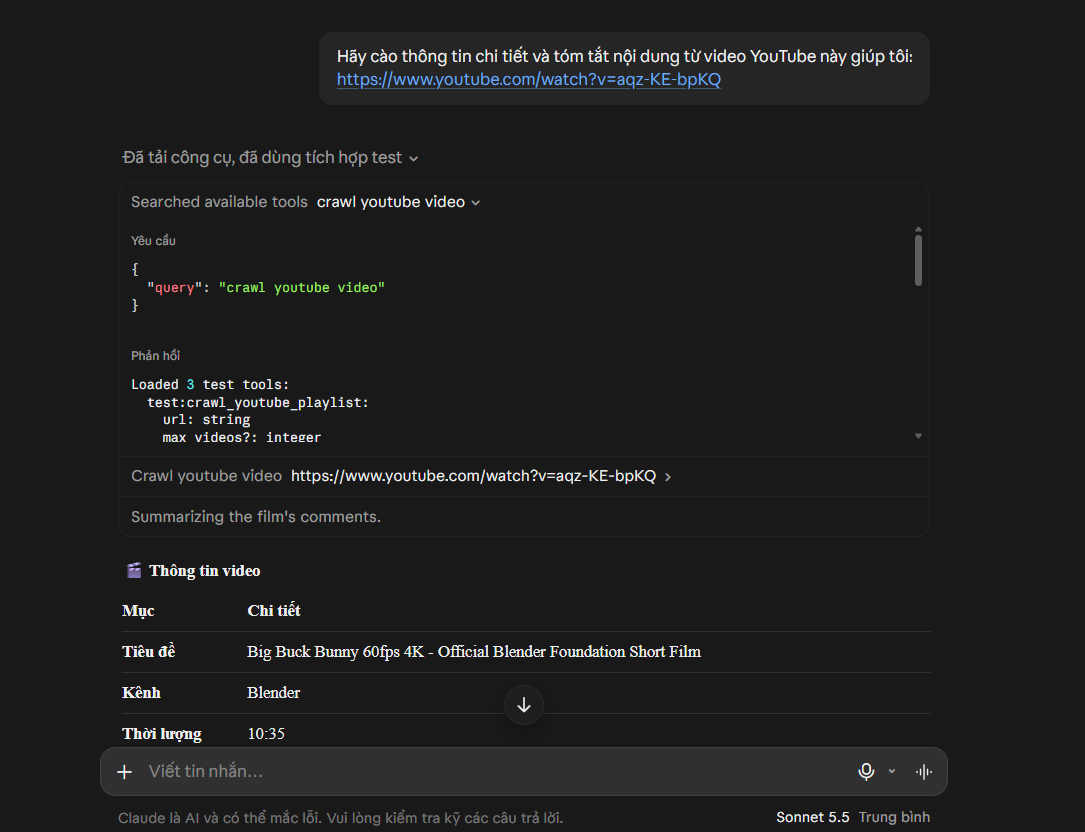 Hãy cào thông tin chi tiết và tóm tắt nội dung từ video YouTube này giúp tôi:
https://www.youtube.com/watch?v=aqz-KE-bpKQ
Đã tải công cụ, đã dùng tích hợp test
Searched available tools crawl youtube video
Yêu cầu
{
"query": "crawl youtube video"
}
Phản hồi
Loaded 3 test tools:
test:crawl_youtube_playlist:
url: string
max_videos?: integer
Crawl youtube video https://www.youtube.com/watch?v=aqz-KE-bpKQ
Summarizing the film's comments.
Thông tin video
Mục Chi tiết
Tiêu đề Big Buck Bunny 60fps 4K - Official Blender Foundation Short Film
Kênh Blender
Thời lượng 10:35
Viết tin nhắn...
Claude là AI và có thể mắc lỗi. Vui lòng kiểm tra kỹ các câu trả lời.
Sonnet 5.5 Trung bình